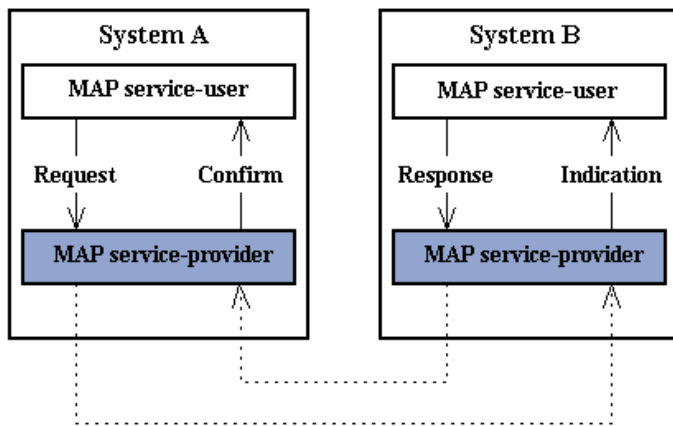 System A
MAP service-user
Request Confirm
MAP service-provider
System B
MAP service-user
Response Indication
MAP service-provider